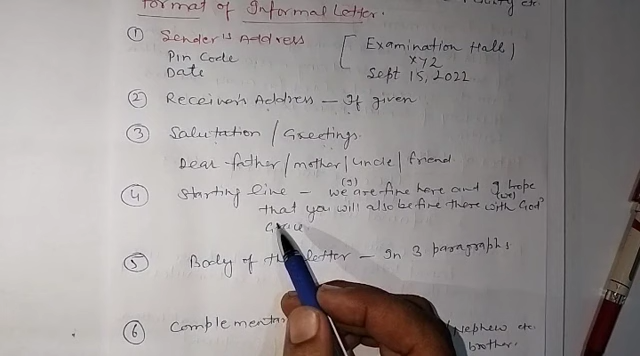 Format of Informal Letter.
① Sender's Address [ Examination Hall
Pin Code XYZ
Date Sept 15, 2022
② Receiver's Address – If given
③ Salutation / Greetings.
Dear father / mother / uncle / friend
④ Starting line – we (I) are fine here and I (we) hope
that you will also be fine there with God's
Grace.
⑤ Body of the letter – In 3 paragraphs
⑥ Nephew etc.
brother.